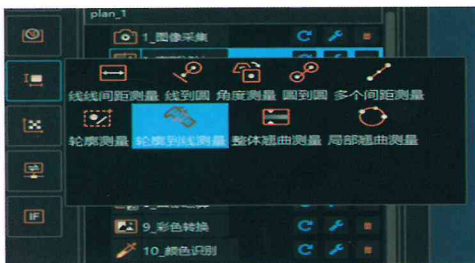 plan_1
1_图像采集
线线间距测量 线到圆 角度测量 圆到圆 多个间距测量
轮廓测量 轮廓到线测量 整体翘曲测量 局部翘曲测量
IF
9_彩色转换
10_颜色识别